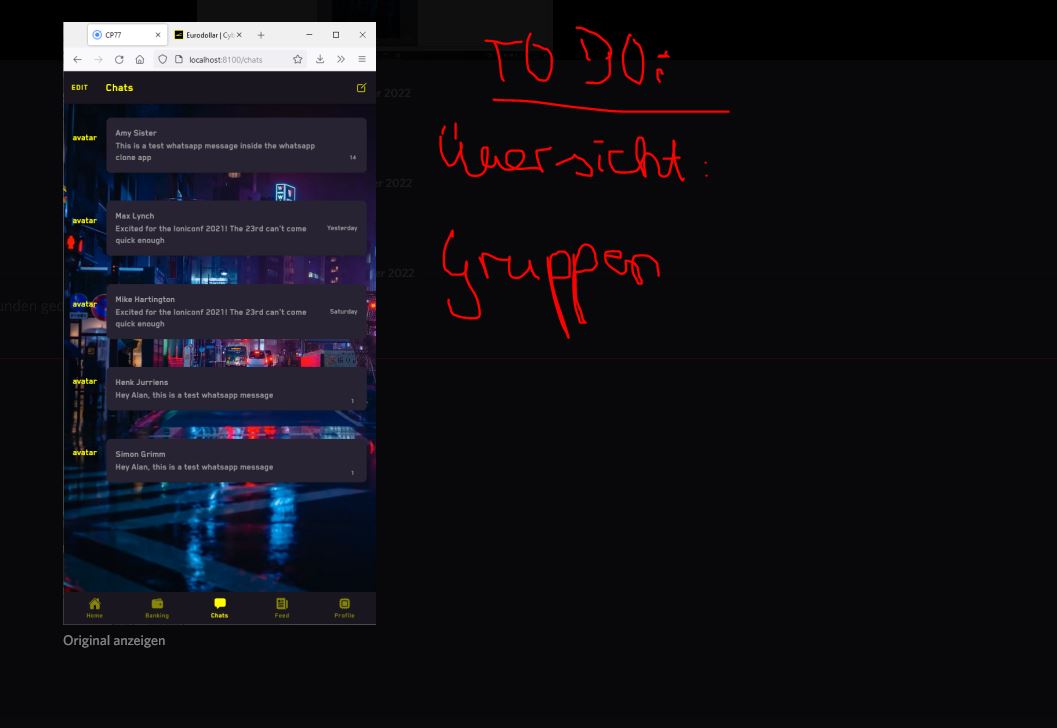 CP77
Eurodollar | Cyb
localhost:8100/chats
EDIT
Chats
avatar
Amy Sister
This is a test whatsapp message inside the whatsapp
clone app
14
avatar
Max Lynch
Excited for the Ioniconf 2021! The 23rd can't come
quick enough
Yesterday
avatar
Mike Hartington
Excited for the Ioniconf 2021! The 23rd can't come
quick enough
Saturday
avatar
Henk Jurriens
Hey Alan, this is a test whatsapp message
1
avatar
Simon Grimm
Hey Alan, this is a test whatsapp message
1
Home
Banking
Chats
Feed
Profile
Original anzeigen
r 2022
r 2022
er 2022
unden ged
TO DO:
Übersicht:
Gruppen